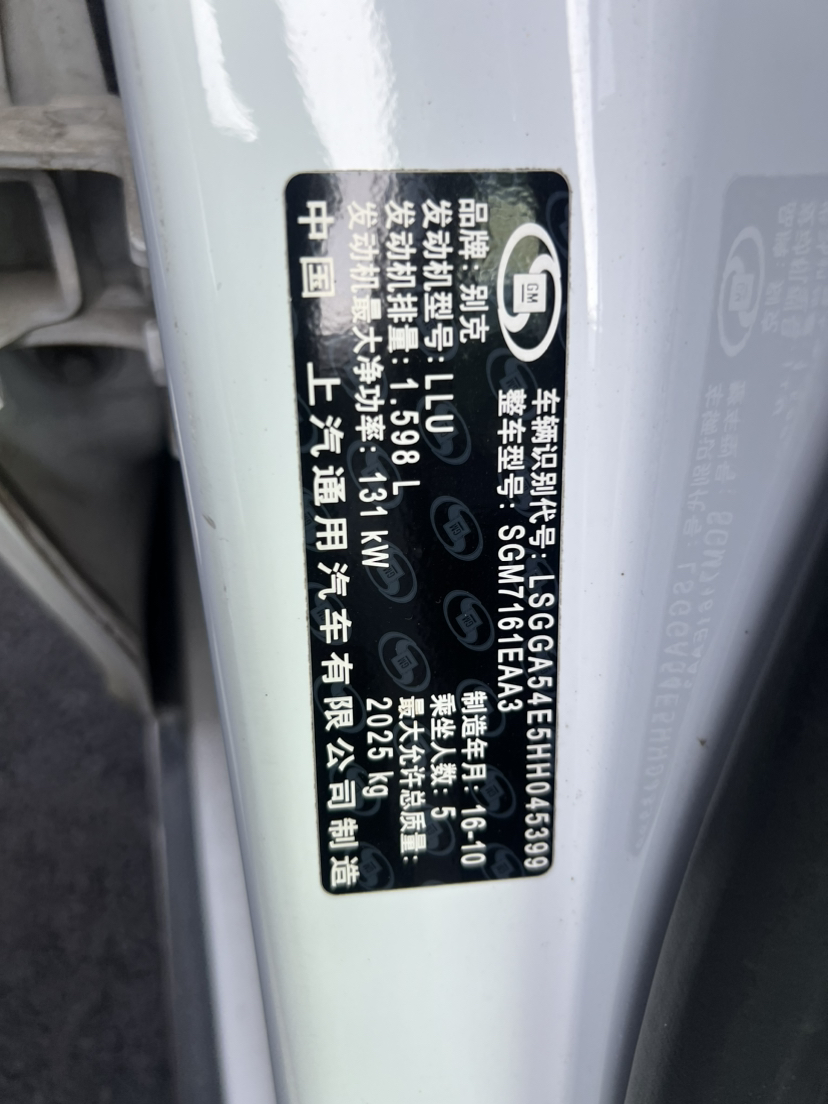 GM
车辆识别代号: LSGGA54E5HH045399
整车型号: SGM7161EAA3
品牌: 别克
制造年月: 16-10
发动机型号: LLU
乘坐人数: 5
发动机排量: 1.598 L
最大允许总质量:
发动机最大净功率: 131 kW
2025 kg
中国 上汽通用汽车有限公司制造